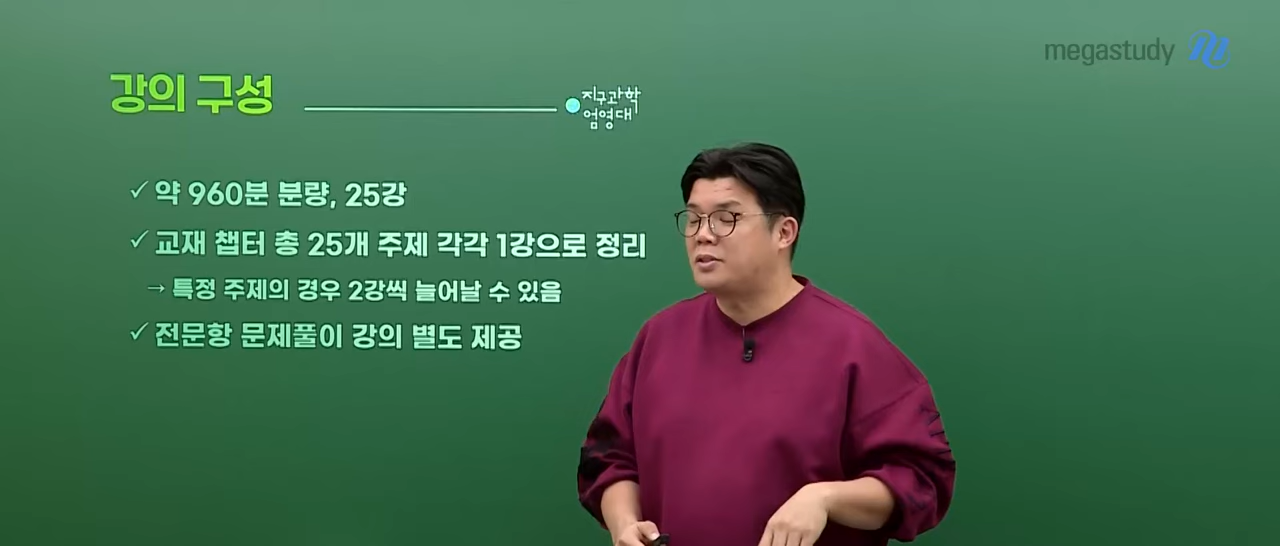 megastudy
강의 구성
지구과학
엄영대
약 960분 분량, 25강
교재 챕터 총 25개 주제 각각 1강으로 정리
→ 특정 주제의 경우 2강씩 늘어날 수 있음
전문항 문제풀이 강의 별도 제공